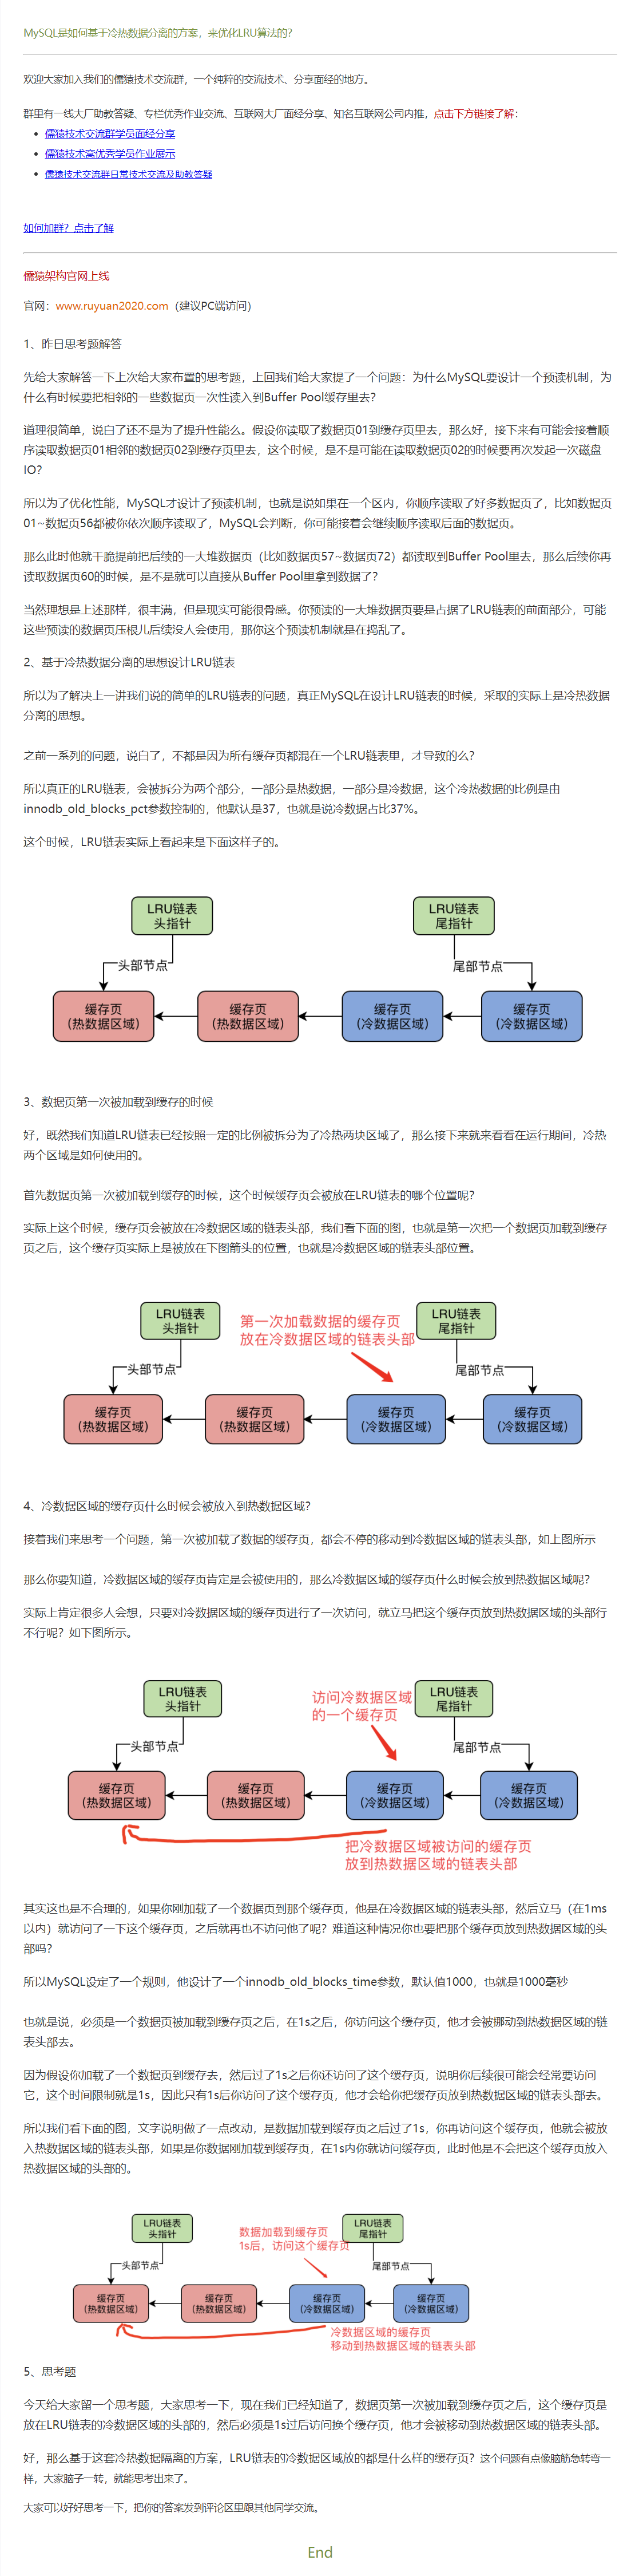 MySQL是如何基于冷热数据分离的方案，来优化LRU算法的？
欢迎大家加入我们的儒猿技术交流群，一个纯粹的交流技术、分享面经的地方。
群里有一线大厂助教答疑、专栏优秀作业交流、互联网大厂面经分享、知名互联网公司内推，点击下方链接了解：
儒猿技术交流群学员面经分享
儒猿技术窝优秀学员作业展示
儒猿技术交流群日常技术交流及助教答疑
如何加群？点击了解
儒猿架构官网上线
官网：www.ruyuan2020.com（建议PC端访问）
1、昨日思考题解答
先给大家解答一下上次给大家布置的思考题，上回我们给大家提了一个问题：为什么MySQL要设计一个预读机制，为
什么有时候要把相邻的一些数据页一次性读入到Buffer Pool缓存里去？
道理很简单，说白了还不是为了提升性能么。假设你读取了数据页01到缓存页里去，那么好，接下来有可能会接着顺
序读取数据页01相邻的数据页02到缓存页里去，这个时候，是不是可能在读取数据页02的时候要再次发起一次磁盘
IO？
所以为了优化性能，MySQL才设计了预读机制，也就是说如果在一个区内，你顺序读取了好多数据页了，比如数据页
01~数据页56都被你依次顺序读取了，MySQL会判断，你可能接着会继续顺序读取后面的数据页。
那么此时他就干脆提前把后续的一大堆数据页（比如数据页57~数据页72）都读取到Buffer Pool里去，那么后续你再
读取数据页60的时候，是不是就可以直接从Buffer Pool里拿到数据了？
当然理想是上述那样，很丰满，但是现实可能很骨感。你预读的一大堆数据页要是占据了LRU链表的前面部分，可能
这些预读的数据页压根儿后续没人会使用，那你这个预读机制就是在捣乱了。
2、基于冷热数据分离的思想设计LRU链表
所以为了解决上一讲我们说的简单的LRU链表的问题，真正MySQL在设计LRU链表的时候，采取的实际上是冷热数据
分离的思想。
之前一系列的问题，说白了，不都是因为所有缓存页都混在一个LRU链表里，才导致的么？
所以真正的LRU链表，会被拆分为两个部分，一部分是热数据，一部分是冷数据，这个冷热数据的比例是由
innodb_old_blocks_pct参数控制的，他默认是37，也就是说冷数据占比37%。
这个时候，LRU链表实际上看起来是下面这样子的。
LRU链表
头指针
LRU链表
尾指针
头部节点
尾部节点
缓存页
（热数据区域）
缓存页
（热数据区域）
缓存页
（冷数据区域）
缓存页
（冷数据区域）
3、数据页第一次被加载到缓存的时候
好，既然我们知道LRU链表已经按照一定的比例被拆分为了冷热两块区域了，那么接下来就来看看在运行期间，冷热
两个区域是如何使用的。
首先数据页第一次被加载到缓存的时候，这个时候缓存页会被放在LRU链表的哪个位置呢？
实际上这个时候，缓存页会被放在冷数据区域的链表头部，我们看下面的图，也就是第一次把一个数据页加载到缓存
页之后，这个缓存页实际上是被放在下图箭头的位置，也就是冷数据区域的链表头部位置。
LRU链表
头指针
第一次加载数据的缓存页
放在冷数据区域的链表头部
LRU链表
尾指针
头部节点
尾部节点
缓存页
（热数据区域）
缓存页
（热数据区域）
缓存页
（冷数据区域）
缓存页
（冷数据区域）
4、冷数据区域的缓存页什么时候会被放入到热数据区域？
接着我们来思考一个问题，第一次被加载了数据的缓存页，都会不停的移动到冷数据区域的链表头部，如上图所示
那么你要知道，冷数据区域的缓存页肯定是会被使用的，那么冷数据区域的缓存页什么时候会放到热数据区域呢？
实际上肯定很多人会想，只要对冷数据区域的缓存页进行了一次访问，就立马把这个缓存页放到热数据区域的头部行
不行呢？如下图所示。
LRU链表
头指针
访问冷数据区域
的一个缓存页
LRU链表
尾指针
头部节点
尾部节点
缓存页
（热数据区域）
缓存页
（热数据区域）
缓存页
（冷数据区域）
缓存页
（冷数据区域）
把冷数据区域被访问的缓存页
放到热数据区域的链表头部
其实这也是不合理的，如果你刚加载了一个数据页到那个缓存页，他是在冷数据区域的链表头部，然后立马（在1ms
以内）就访问了一下这个缓存页，之后就再也不访问他了呢？难道这种情况你也要把那个缓存页放到热数据区域的头
部吗？
所以MySQL设定了一个规则，他设计了一个innodb_old_blocks_time参数，默认值1000，也就是1000毫秒
也就是说，必须是一个数据页被加载到缓存页之后，在1s之后，你访问这个缓存页，他才会被挪动到热数据区域的链
表头部去。
因为假设你加载了一个数据页到缓存去，然后过了1s之后你还访问了这个缓存页，说明你后续很可能会经常要访问
它，这个时间限制就是1s，因此只有1s后你访问了这个缓存页，他才会给你把缓存页放到热数据区域的链表头部去。
所以我们看下面的图，文字说明做了一点改动，是数据加载到缓存页之后过了1s，你再访问这个缓存页，他就会被放
入热数据区域的链表头部，如果是你数据刚加载到缓存页，在1s内你就访问缓存页，此时他是不会把这个缓存页放入
热数据区域的头部的。
LRU链表
头指针
数据加载到缓存页
1s后，访问这个缓存页
LRU链表
尾指针
头部节点
尾部节点
缓存页
（热数据区域）
缓存页
（热数据区域）
缓存页
（冷数据区域）
缓存页
（冷数据区域）
冷数据区域的缓存页
移动到热数据区域的链表头部
5、思考题
今天给大家留一个思考题，大家思考一下，现在我们已经知道了，数据页第一次被加载到缓存页之后，这个缓存页是
放在LRU链表的冷数据区域的头部的，然后必须是1s过后访问换个缓存页，他才会被移动到热数据区域的链表头部。
好，那么基于这套冷热数据隔离的方案，LRU链表的冷数据区域放的都是什么样的缓存页？这个问题有点像脑筋急转弯一
样，大家脑子一转，就能思考出来了。
大家可以好好思考一下，把你的答案发到评论区里跟其他同学交流。
End